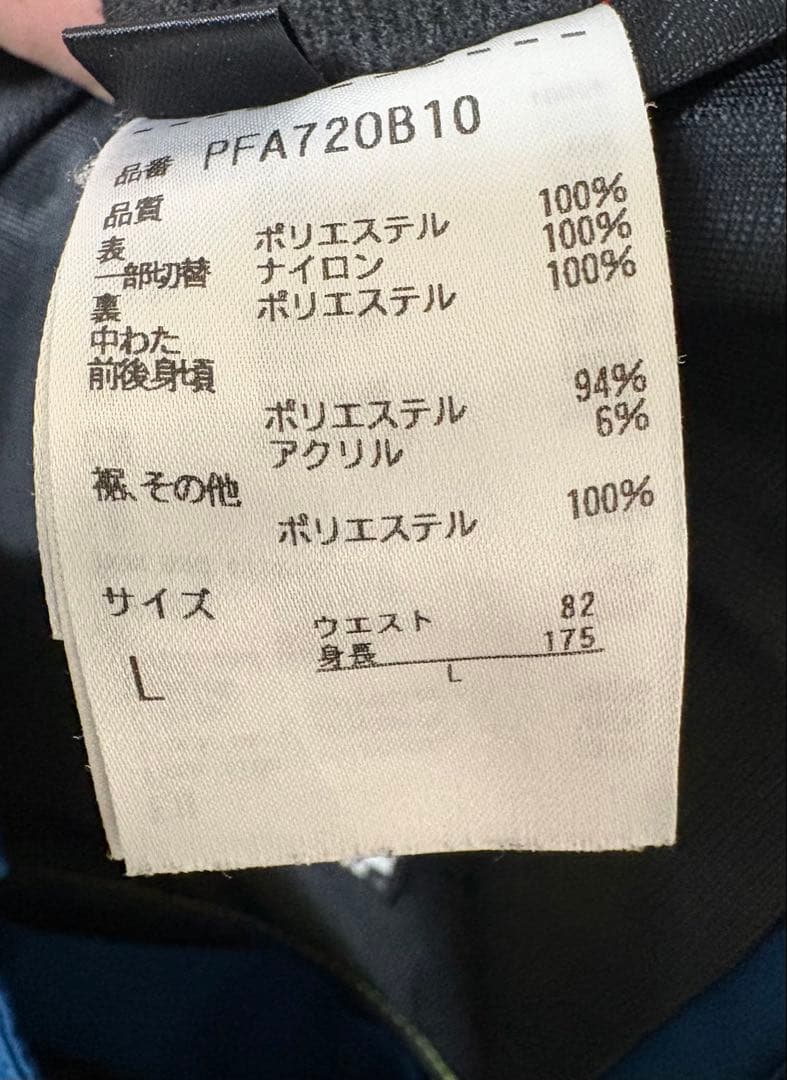 品番 PFA720B10
品質
表 ポリエステル 100%
一部切替 ナイロン 100%
裏 ポリエステル 100%
中わた
前後身頃
ポリエステル 94%
アクリル 6%
裾、その他
ポリエステル 100%
サイズ
ウエスト 82
身長 175
L
L